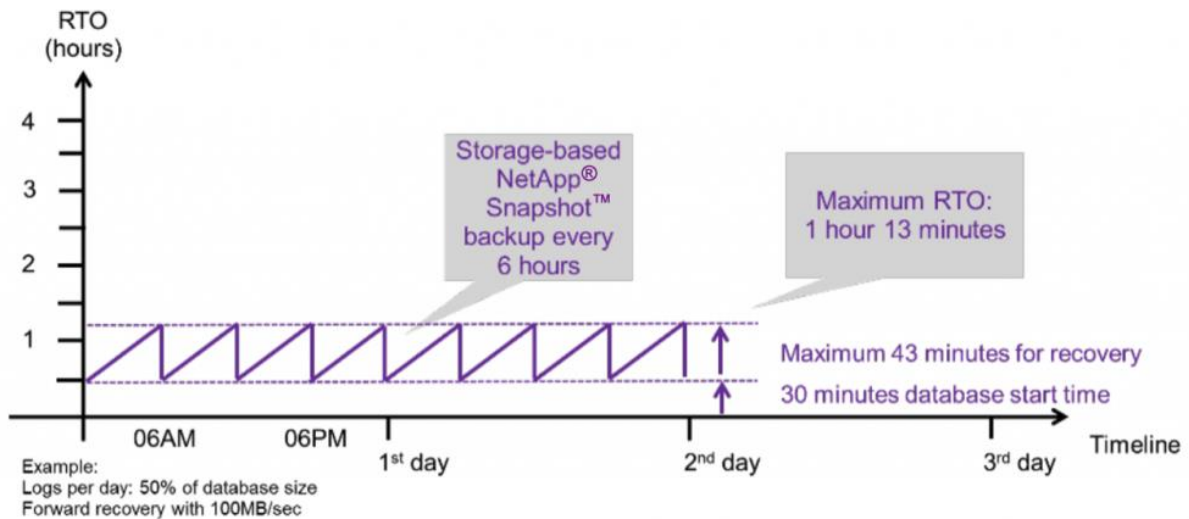 RTO
(hours)
4
3
2
1
Storage-based
NetApp®
Snapshot™
backup every
6 hours
Maximum RTO:
1 hour 13 minutes
Maximum 43 minutes for recovery
30 minutes database start time
06AM
06PM
1st day
2nd day
3rd day
Timeline
Example:
Logs per day: 50% of database size
Forward recovery with 100MB/sec